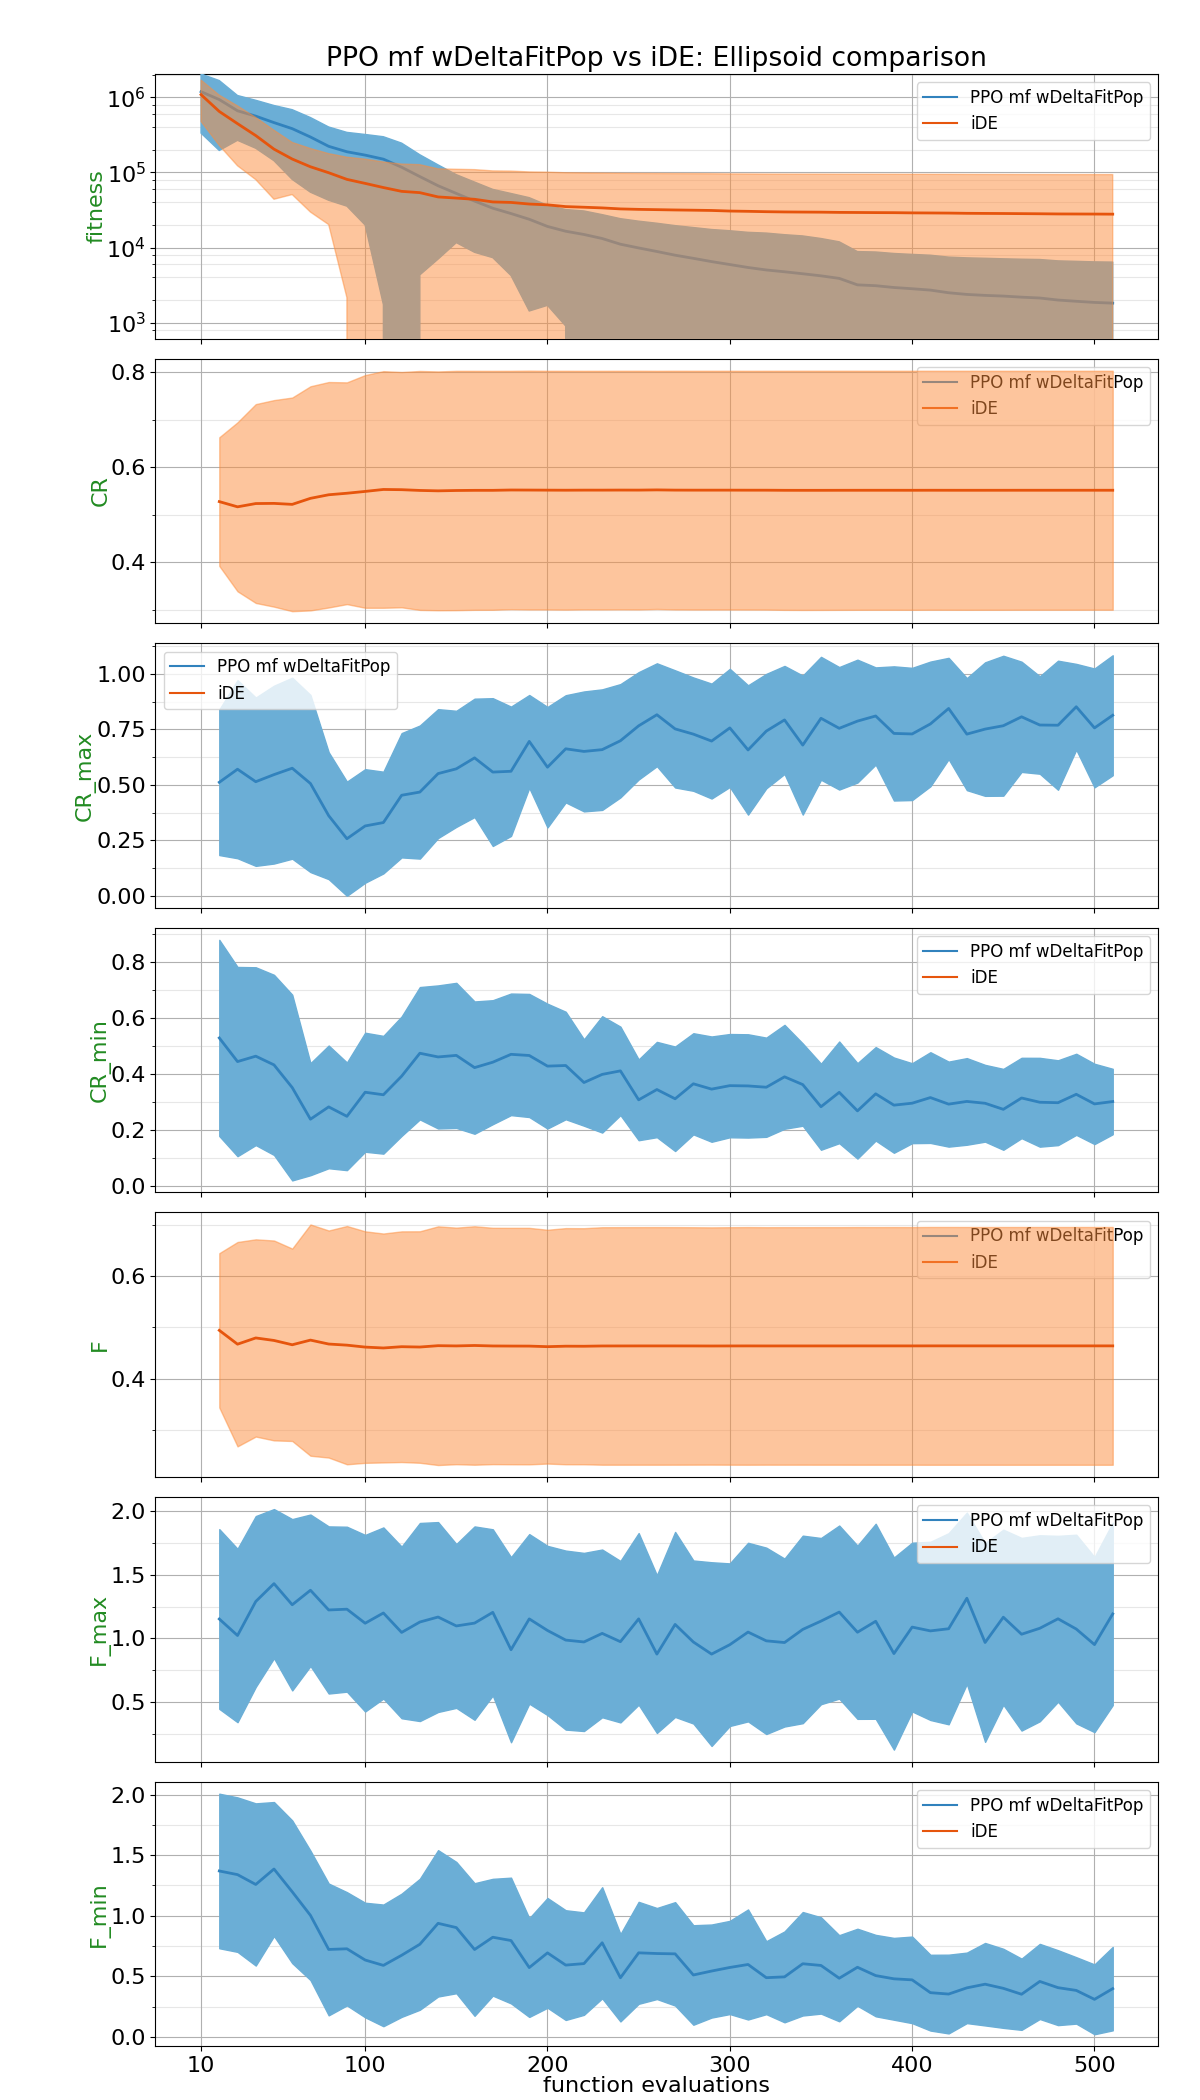 PPO mf wDeltaFitPop vs iDE: Ellipsoid comparison
10^6
10^5
10^4
10^3
fitness
PPO mf wDeltaFitPop
iDE
0.8
0.6
0.4
CR
PPO mf wDeltaFitPop
iDE
1.00
0.75
0.50
0.25
0.00
CR_max
PPO mf wDeltaFitPop
iDE
0.8
0.6
0.4
0.2
0.0
CR_min
PPO mf wDeltaFitPop
iDE
0.6
0.4
F
PPO mf wDeltaFitPop
iDE
2.0
1.5
1.0
0.5
F_max
PPO mf wDeltaFitPop
iDE
2.0
1.5
1.0
0.5
0.0
F_min
PPO mf wDeltaFitPop
iDE
10 100 200 300 400 500
function evaluations